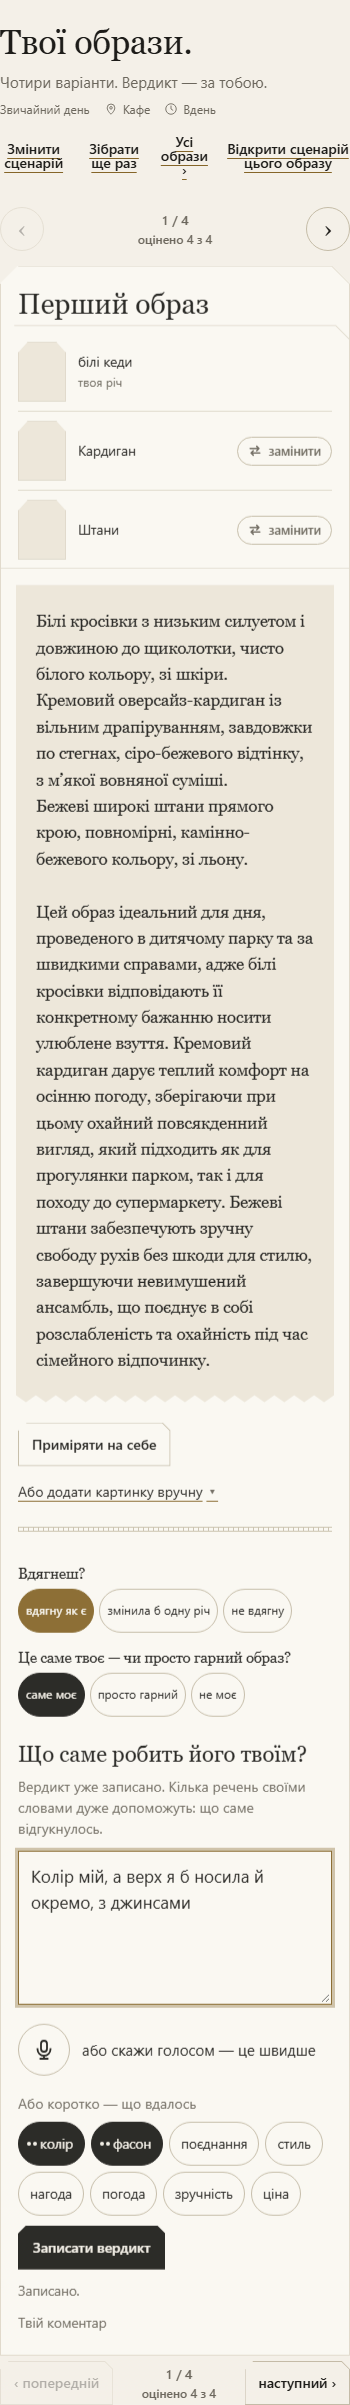 Твої образи.
Чотири варіанти. Вердикт — за тобою.
Звичайний день Кафе Вдень
Змінити сценарій
Зібрати ще раз
Усі образи ›
Відкрити сценарій цього образу
‹ 1 / 4 ›
оцінено 4 з 4
Перший образ
білі кеди
твоя річ
Кардиган ⇄ замінити
Штани ⇄ замінити
Білі кросівки з низьким силуетом і
довжиною до щиколотки, чисто
білого кольору, зі шкіри.
Кремовий оверсайз-кардиган із
вільним драпіруванням, завдовжки
по стегнах, сіро-бежевого відтінку,
з м’якої вовняної суміші.
Бежеві широкі штани прямого
крою, повномірні, камінно-
бежевого кольору, зі льону.
Цей образ ідеальний для дня,
проведеного в дитячому парку та за
швидкими справами, адже білі
кросівки відповідають її
конкретному бажанню носити
улюблене взуття. Кремовий
кардиган дарує теплий комфорт на
осінню погоду, зберігаючи при
цьому охайний повсякденний
вигляд, який підходить як для
прогулянки парком, так і для
походу до супермаркету. Бежеві
штани забезпечують зручну
свободу рухів без шкоди для стилю,
завершуючи невимушений
ансамбль, що поєднує в собі
розслабленість та охайність під час
сімейного відпочинку.
Приміряти на себе
Або додати картинку вручну ▾
Вдягнеш?
вдягну як є змінила б одну річ не вдягну
Це саме твоє — чи просто гарний образ?
саме моє просто гарний не моє
Що саме робить його твоїм?
Вердикт уже записано. Кілька речень своїми
словами дуже допоможуть: що саме
відгукнулось.
Колір мій, а верх я б носила й
окремо, з джинсами
або скажи голосом — це швидше
Або коротко — що вдалось
•• колір •• фасон поєднання стиль
нагода погода зручність ціна
Записати вердикт
Записано.
Твій коментар
‹ попередній 1 / 4 наступний ›
оцінено 4 з 4